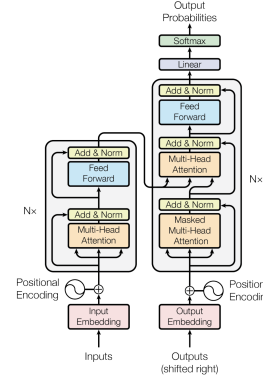 Output
Probabilities
Softmax
Linear
Add & Norm
Feed
Forward
Add & Norm
Multi-Head
Attention
Add & Norm
Masked
Multi-Head
Attention
N×
Add & Norm
Feed
Forward
Add & Norm
Multi-Head
Attention
N×
Positional
Encoding
Input
Embedding
Inputs
Output
Embedding
Outputs
(shifted right)